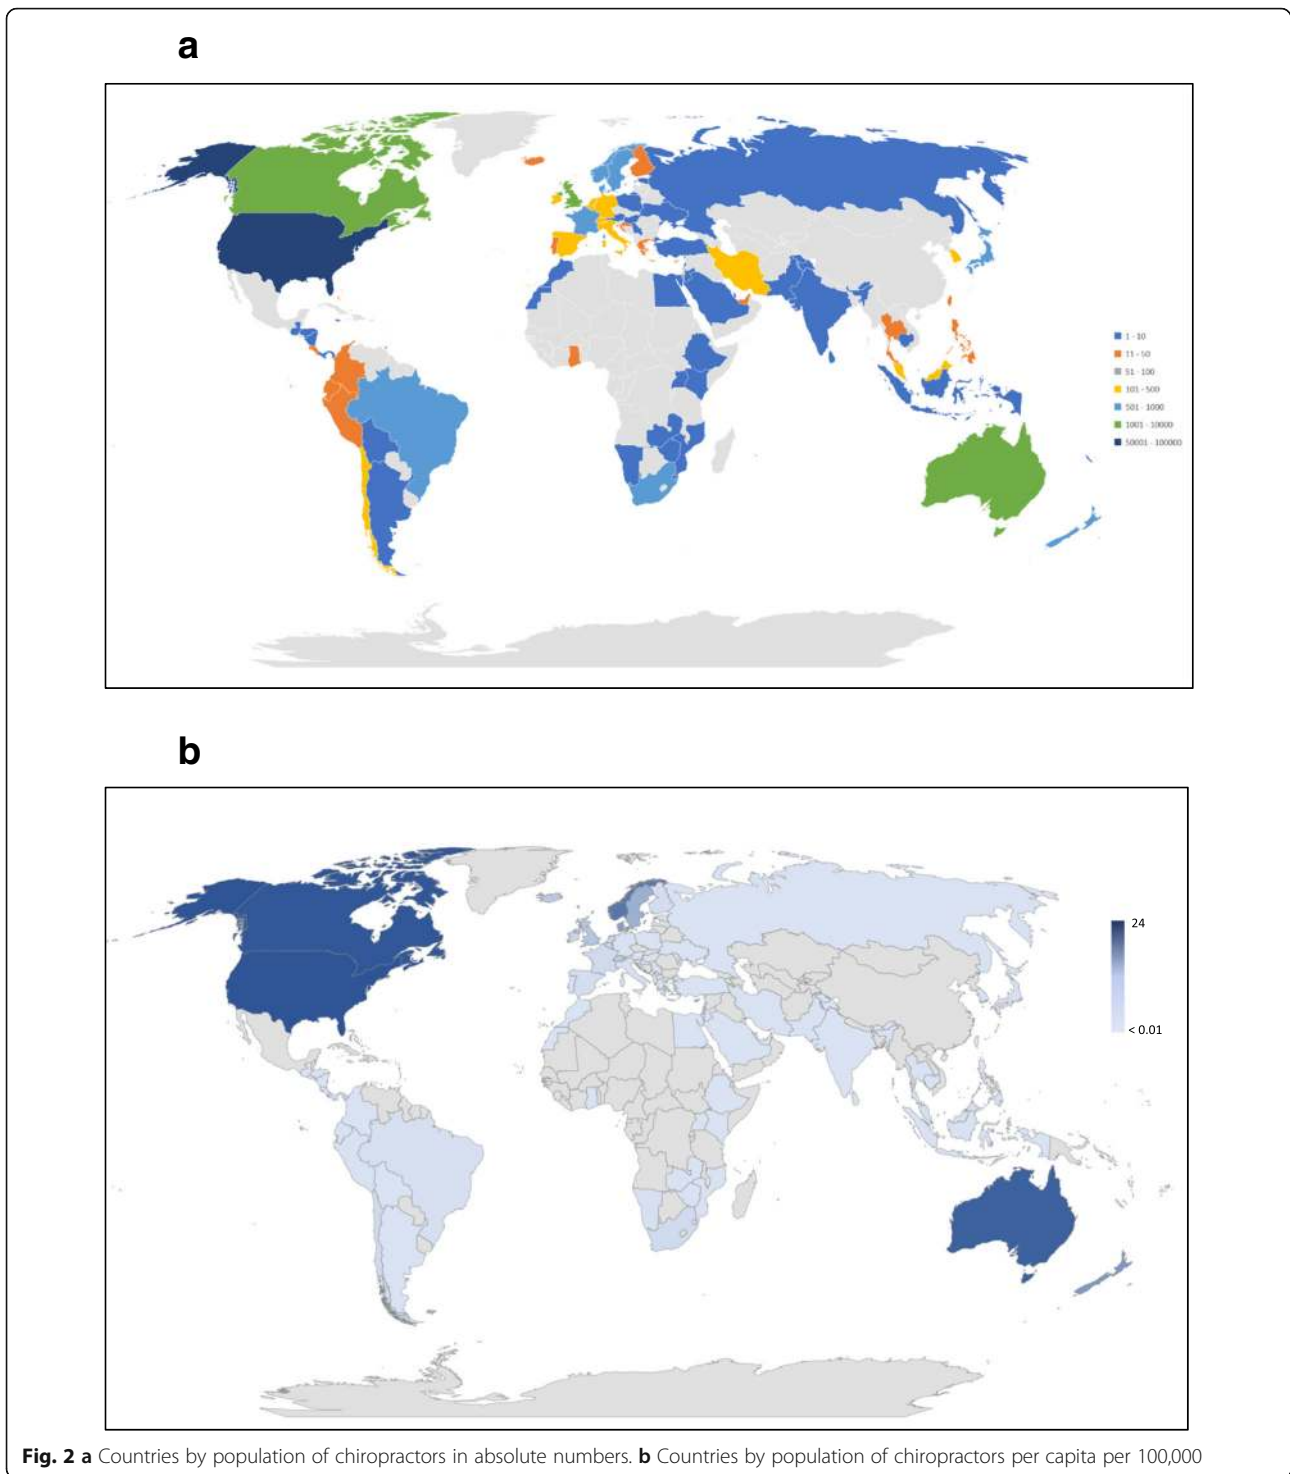 a
1 - 10
11 - 50
51 - 100
101 - 500
501 - 1000
1001 - 10000
50001 - 100000
b
24
< 0.01
Fig. 2 a Countries by population of chiropractors in absolute numbers. b Countries by population of chiropractors per capita per 100,000